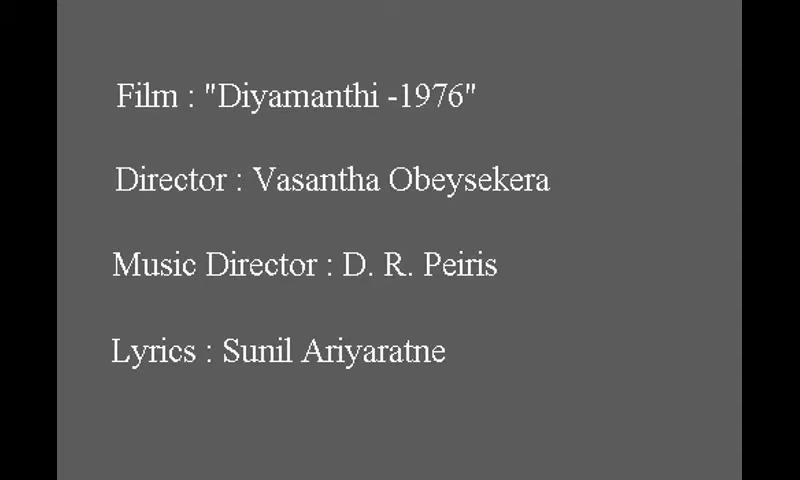 Film : "Diyamanthi -1976"
Director : Vasantha Obeysekera
Music Director : D. R. Peiris
Lyrics : Sunil Ariyaratne